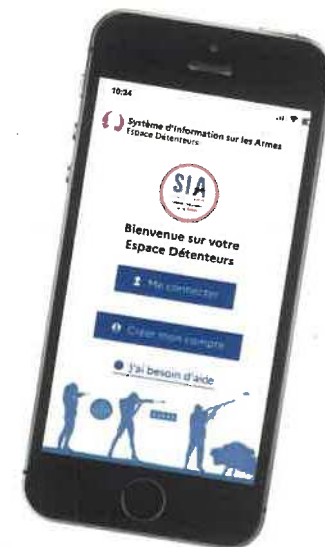 10:24
Système d'Information sur les Armes
Espace Détenteurs
SIA
Bienvenue sur votre
Espace Détenteurs
Me connecter
Créer mon compte
J'ai besoin d'aide